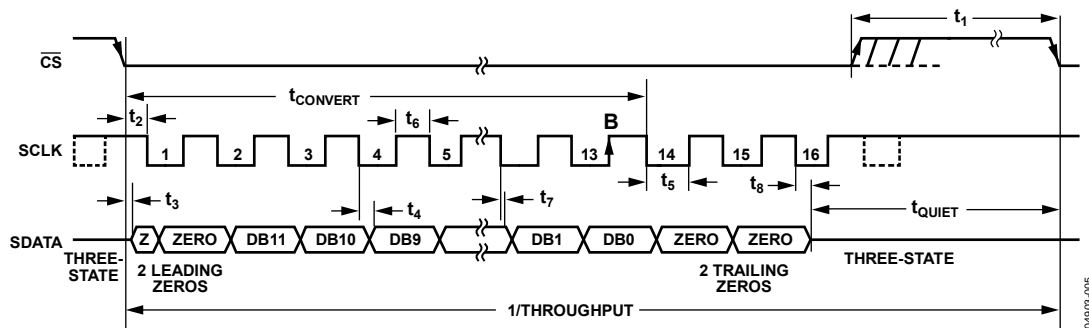 t1
CS
tCONVERT
t2
t6
B
SCLK
1
2
3
4
5
13
14
15
16
t3
t4
t7
t5
t8
tQUIET
SDATA
Z
ZERO
DB11
DB10
DB9
DB1
DB0
ZERO
ZERO
THREE-
STATE
2 LEADING
ZEROS
2 TRAILING
ZEROS
THREE-STATE
1/THROUGHPUT